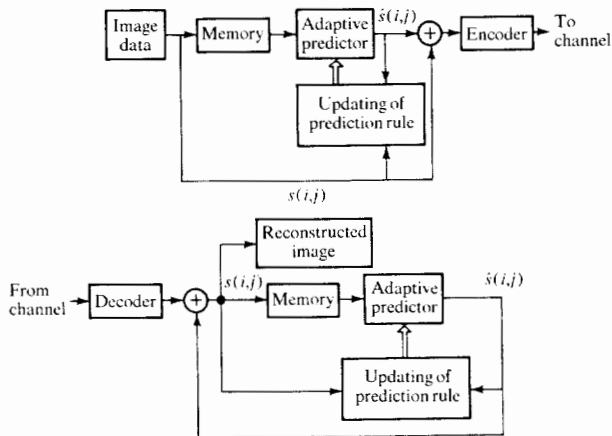 Image
data
Memory
Adaptive
predictor
ŝ(i,j)
+
Encoder
To
channel
Updating of
prediction rule
s(i,j)
Reconstructed
image
From
channel
Decoder
+
s(i,j)
Memory
Adaptive
predictor
ŝ(i,j)
Updating of
prediction rule